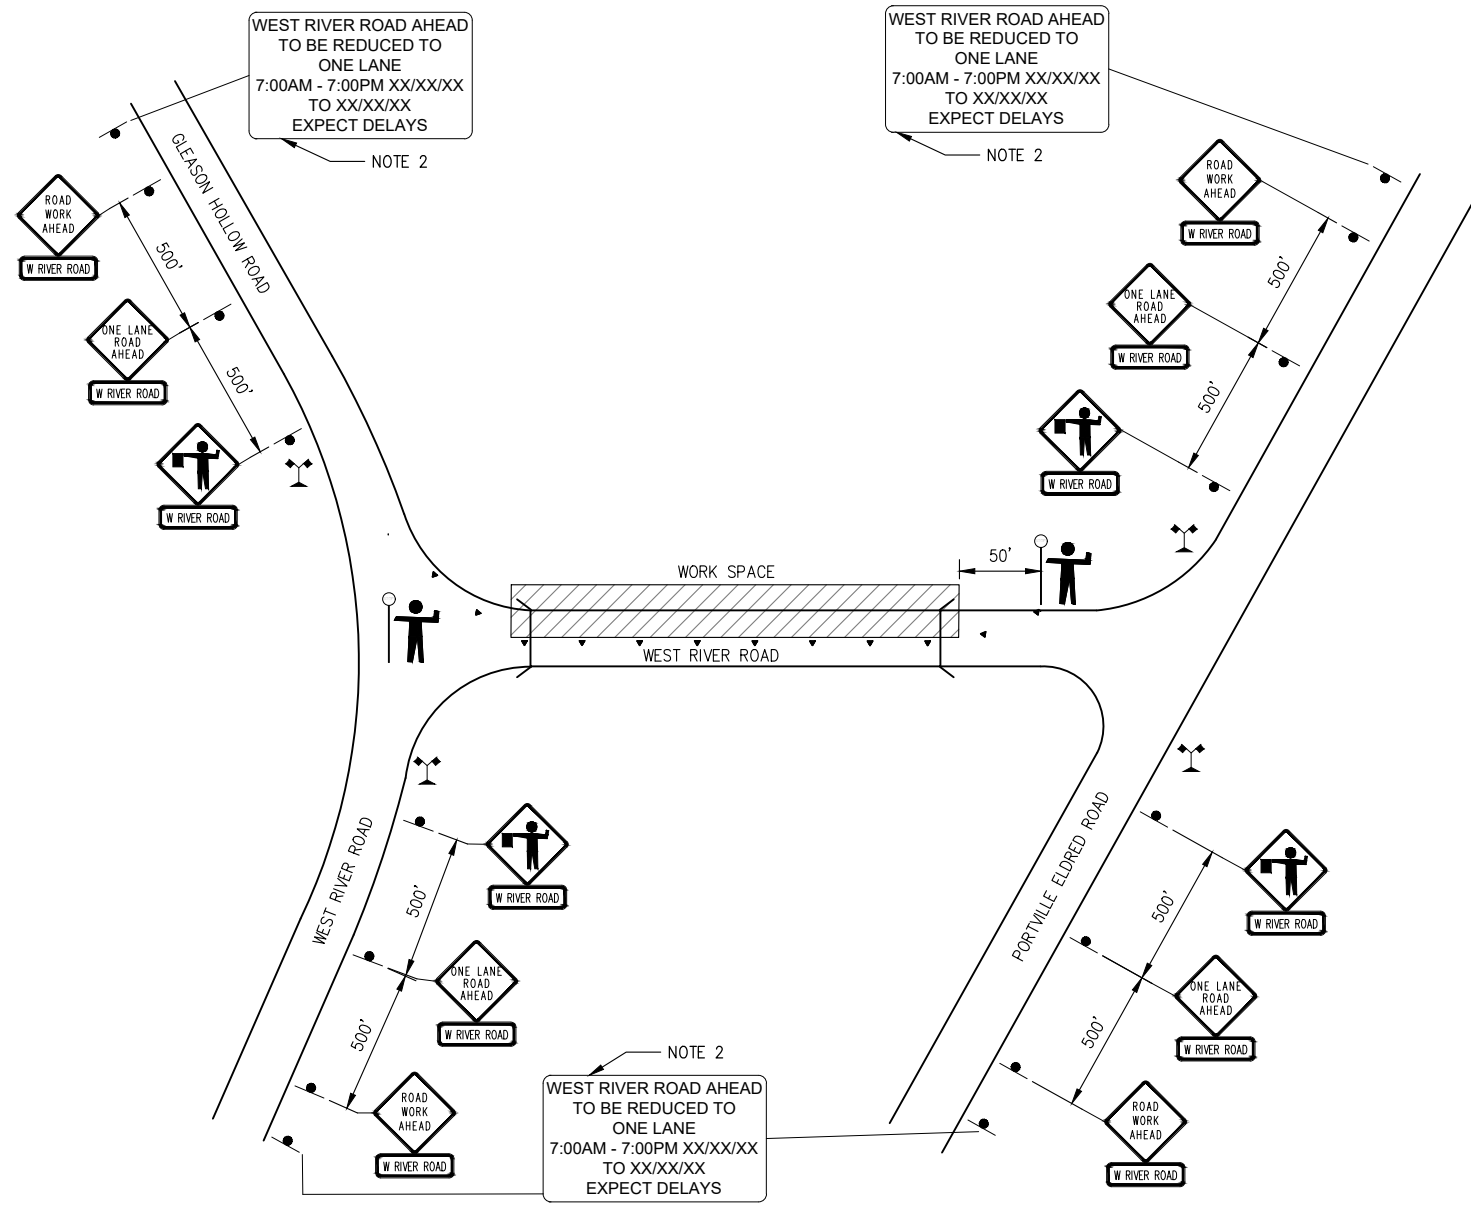 WEST RIVER ROAD AHEAD
TO BE REDUCED TO
ONE LANE
7:00AM - 7:00PM XX/XX/XX
TO XX/XX/XX
EXPECT DELAYS
NOTE 2
WEST RIVER ROAD AHEAD
TO BE REDUCED TO
ONE LANE
7:00AM - 7:00PM XX/XX/XX
TO XX/XX/XX
EXPECT DELAYS
NOTE 2
GLEASON HOLLOW ROAD
ROAD
WORK
AHEAD
W RIVER ROAD
500'
ONE LANE
ROAD
AHEAD
W RIVER ROAD
500'
W RIVER ROAD
ROAD
WORK
AHEAD
W RIVER ROAD
500'
ONE LANE
ROAD
AHEAD
W RIVER ROAD
500'
W RIVER ROAD
WORK SPACE
50'
WEST RIVER ROAD
WEST RIVER ROAD
W RIVER ROAD
500'
ONE LANE
ROAD
AHEAD
W RIVER ROAD
500'
ROAD
WORK
AHEAD
W RIVER ROAD
PORTVILLE ELDRED ROAD
W RIVER ROAD
500'
ONE LANE
ROAD
AHEAD
W RIVER ROAD
500'
ROAD
WORK
AHEAD
W RIVER ROAD
NOTE 2
WEST RIVER ROAD AHEAD
TO BE REDUCED TO
ONE LANE
7:00AM - 7:00PM XX/XX/XX
TO XX/XX/XX
EXPECT DELAYS